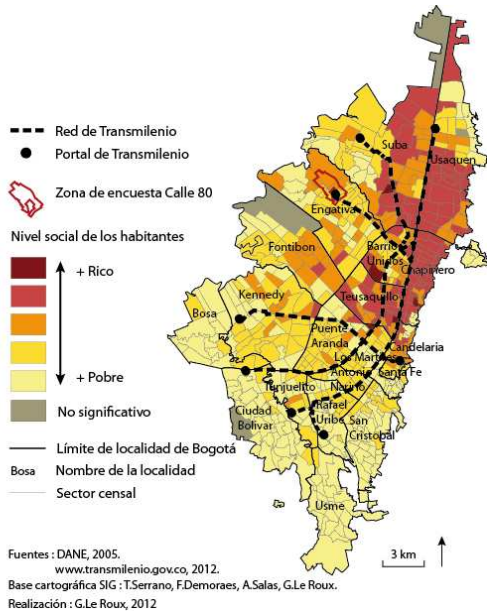 Red de Transmilenio
Portal de Transmilenio
Zona de encuesta Calle 80
Nivel social de los habitantes
+ Rico
+ Pobre
No significativo
Límite de localidad de Bogotá
Bosa Nombre de la localidad
Sector censal
Suba
Usaquen
Engativa
Fontibon
Barrios
Unidos
Chapinero
Teusaquillo
Kennedy
Bosa
Puente
Aranda
Candelaria
Los Martires
Santa Fe
Antonio
Nariño
Tunjuelito
Rafael
Uribe
San
Cristobal
Ciudad
Bolivar
Usme
3 km
Fuentes : DANE, 2005.
www.transmilenio.gov.co, 2012.
Base cartográfica SIG : T.Serrano, F.Demoraes, A.Salas, G.Le Roux.
Realización : G.Le Roux, 2012